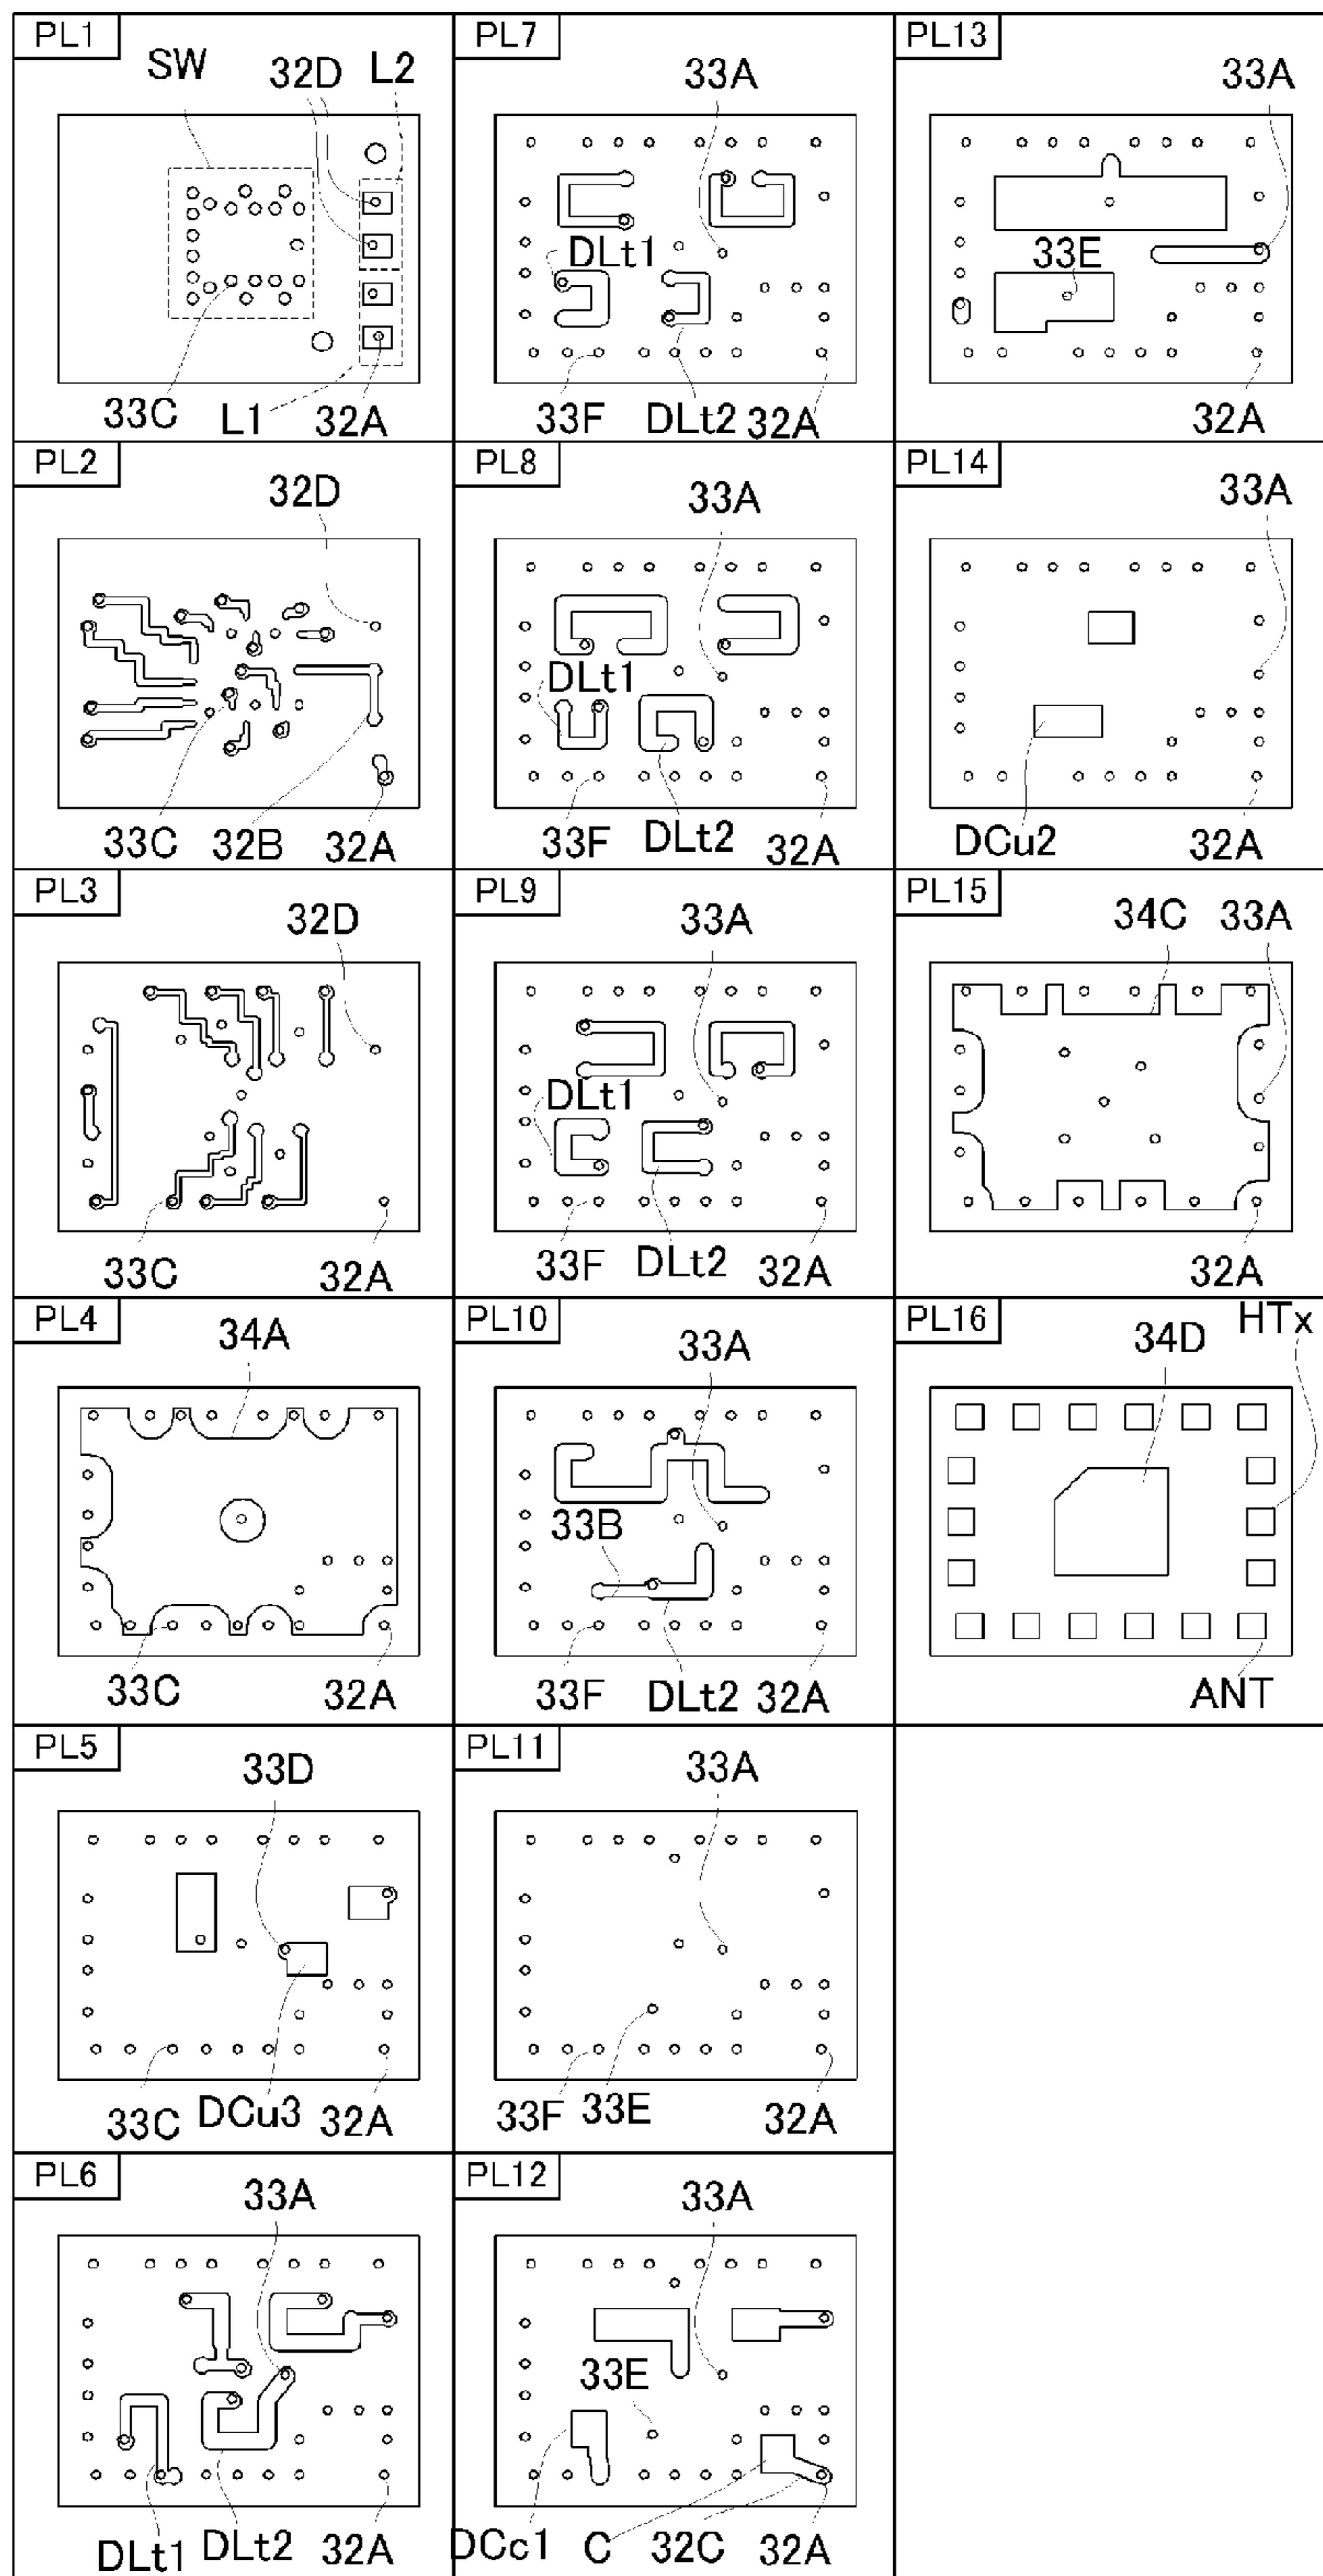 PL1
SW 32D L2
33C L1 32A
PL2
32D
33C 32B 32A
PL3
32D
33C 32A
PL4
34A
33C 32A
PL5
33D
33C DCu3 32A
PL6
33A
DLt1 DLt2 32A
PL7
33A
DLt1
33F DLt2 32A
PL8
33A
DLt1
33F DLt2 32A
PL9
33A
DLt1
33F DLt2 32A
PL10
33A
33B
33F DLt2 32A
PL11
33A
33F 33E 32A
PL12
33A
33E
DCc1 C 32C 32A
PL13
33A
33E
32A
PL14
33A
DCu2 32A
PL15
34C 33A
32A
PL16
HTx
34D
ANT